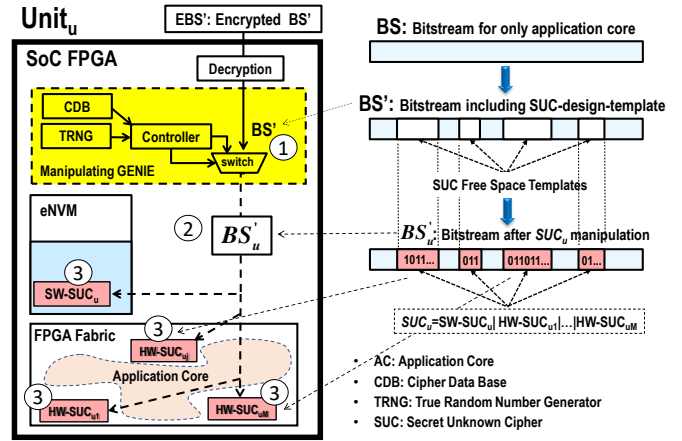 Unitᵤ
EBS': Encrypted BS'
SoC FPGA
Decryption
CDB
TRNG
Controller
BS'
1
switch
Manipulating GENIE
eNVM
2
BS'ᵤ
3
SW-SUCᵤ
FPGA Fabric
3
HW-SUCᵤⱼ
Application Core
3
HW-SUCᵤ₁
3
HW-SUCᵤM
BS: Bitstream for only application core
BS': Bitstream including SUC-design-template
SUC Free Space Templates
BS'ᵤ: Bitstream after SUCᵤ manipulation
1011... 011 011011... 01...
SUCᵤ=SW-SUCᵤ| HW-SUCᵤ₁|...|HW-SUCᵤM
• AC: Application Core
• CDB: Cipher Data Base
• TRNG: True Random Number Generator
• SUC: Secret Unknown Cipher